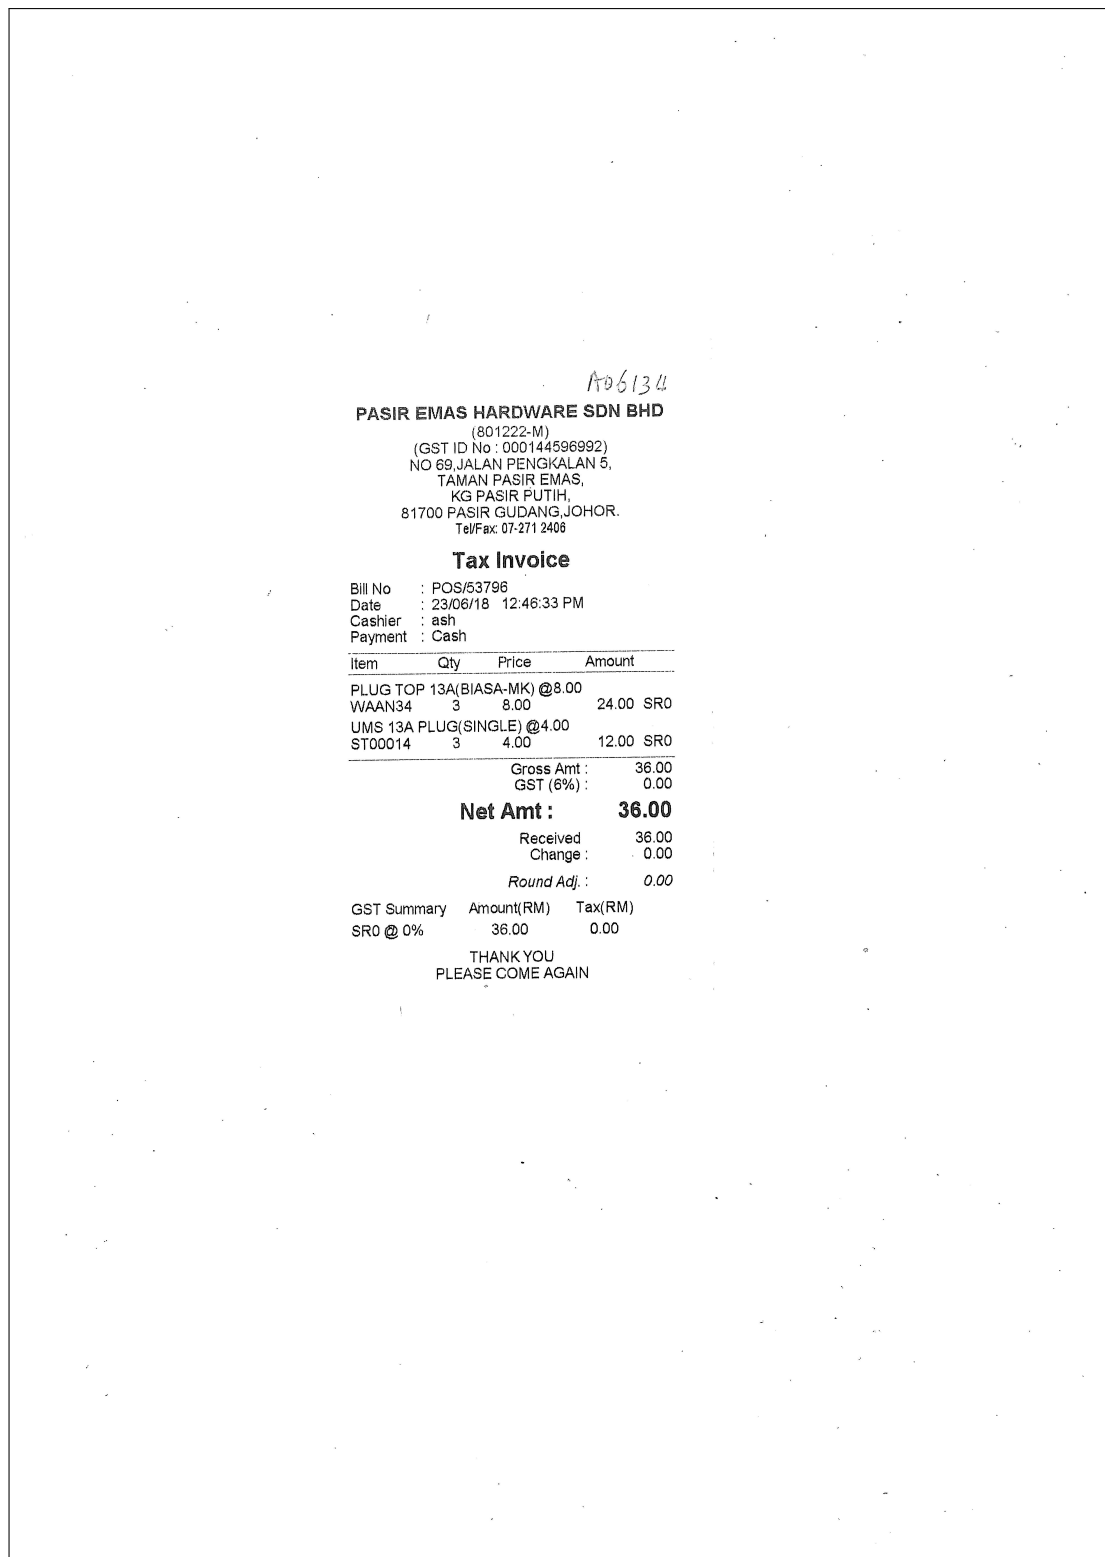 A06134
PASIR EMAS HARDWARE SDN BHD
(801222-M)
(GST ID No : 000144596992)
NO 69,JALAN PENGKALAN 5,
TAMAN PASIR EMAS,
KG PASIR PUTIH,
81700 PASIR GUDANG,JOHOR.
Tel/Fax: 07-271 2406
Tax Invoice
Bill No : POS/53796
Date : 23/06/18 12:46:33 PM
Cashier : ash
Payment : Cash
Item Qty Price Amount
PLUG TOP 13A(BIASA-MK) @8.00
WAAN34 3 8.00 24.00 SR0
UMS 13A PLUG(SINGLE) @4.00
ST00014 3 4.00 12.00 SR0
Gross Amt : 36.00
GST (6%) : 0.00
Net Amt : 36.00
Received 36.00
Change : 0.00
Round Adj. : 0.00
GST Summary Amount(RM) Tax(RM)
SR0 @ 0% 36.00 0.00
THANK YOU
PLEASE COME AGAIN